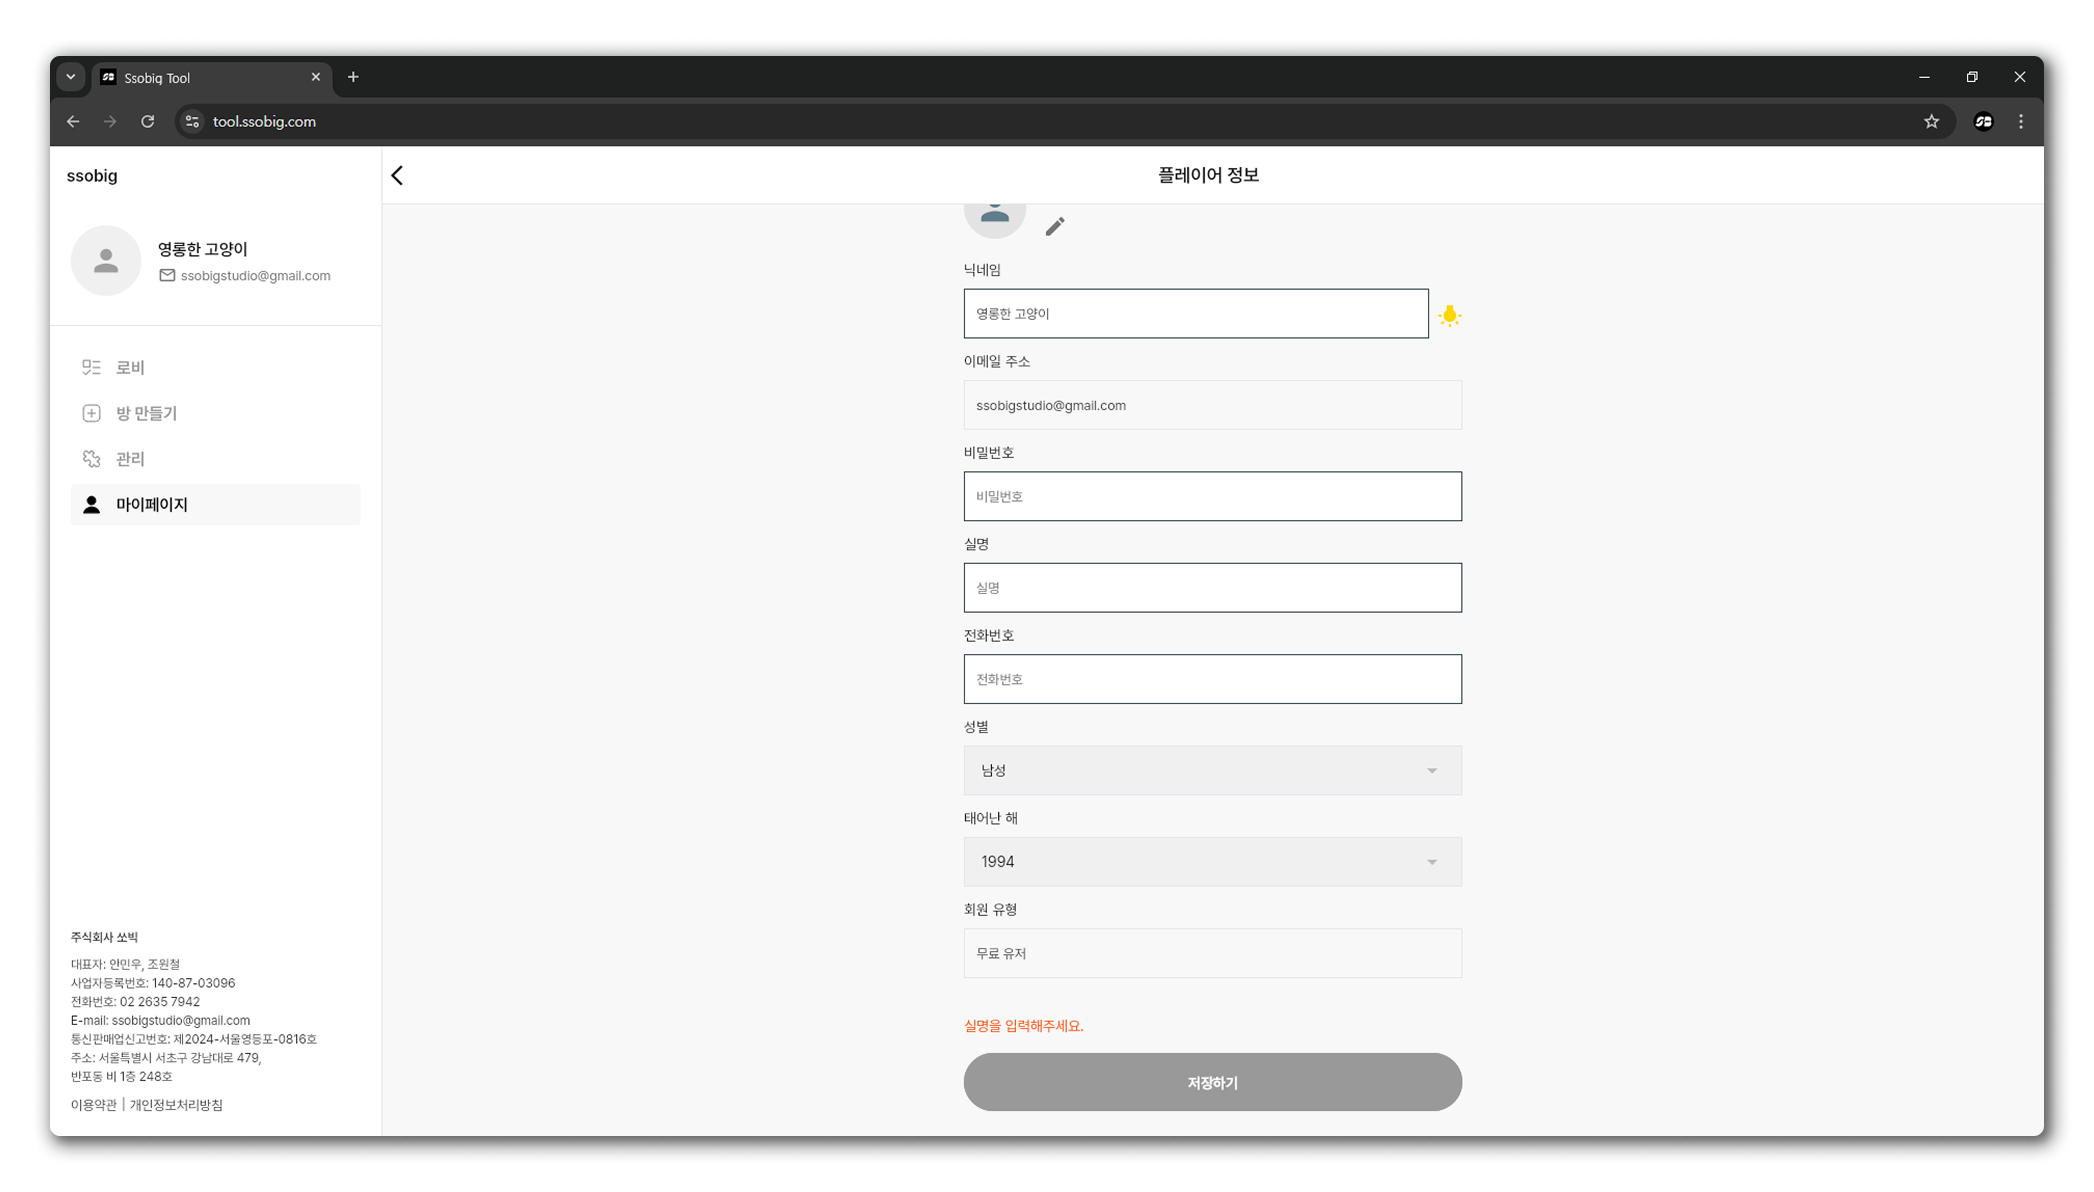 Ssobig Tool
tool.ssobig.com
ssobig
플레이어 정보
영롱한 고양이
ssobigstudio@gmail.com
로비
방 만들기
관리
마이페이지
닉네임
영롱한 고양이
이메일 주소
ssobigstudio@gmail.com
비밀번호
비밀번호
실명
실명
전화번호
전화번호
성별
남성
태어난 해
1994
회원 유형
무료 유저
실명을 입력해주세요.
저장하기
주식회사 쏘빅
대표자: 안민우, 조원철
사업자등록번호: 140-87-03096
전화번호: 02 2635 7942
E-mail: ssobigstudio@gmail.com
통신판매업신고번호: 제2024-서울영등포-0816호
주소: 서울특별시 서초구 강남대로 479,
반포동 비 1층 248호
이용약관 | 개인정보처리방침